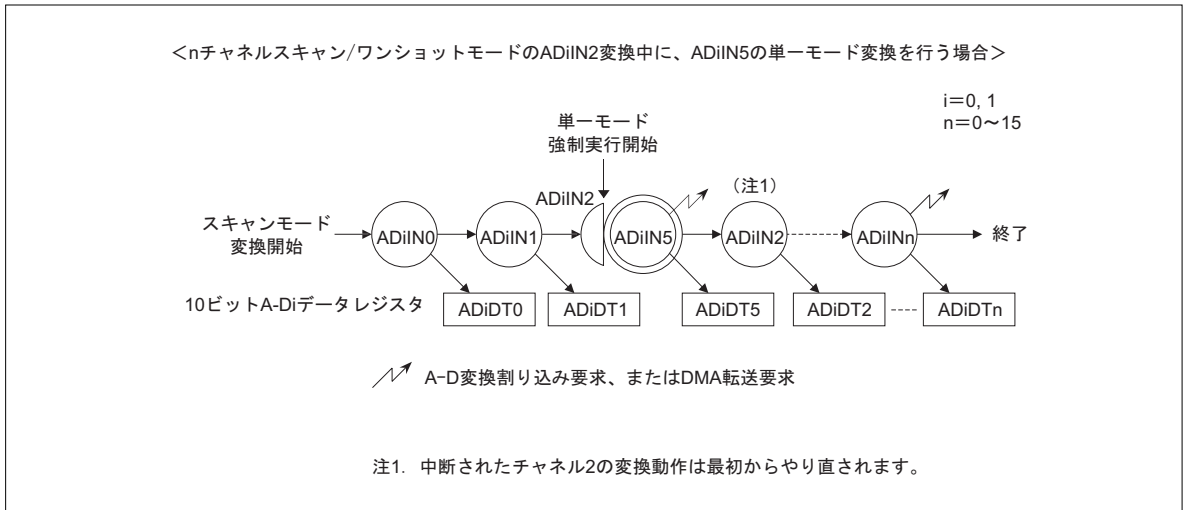 <nチャネルスキャン/ワンショットモードのADiIN2変換中に、ADiIN5の単一モード変換を行う場合>
i=0, 1
n=0~15
単一モード
強制実行開始
(注1)
ADiIN2
スキャンモード
変換開始
ADiIN0
ADiIN1
ADiIN5
ADiIN2
ADiINn
終了
10ビットA-Diデータレジスタ
ADiDT0
ADiDT1
ADiDT5
ADiDT2
ADiDTn
A-D変換割り込み要求、またはDMA転送要求
注1. 中断されたチャネル2の変換動作は最初からやり直されます。